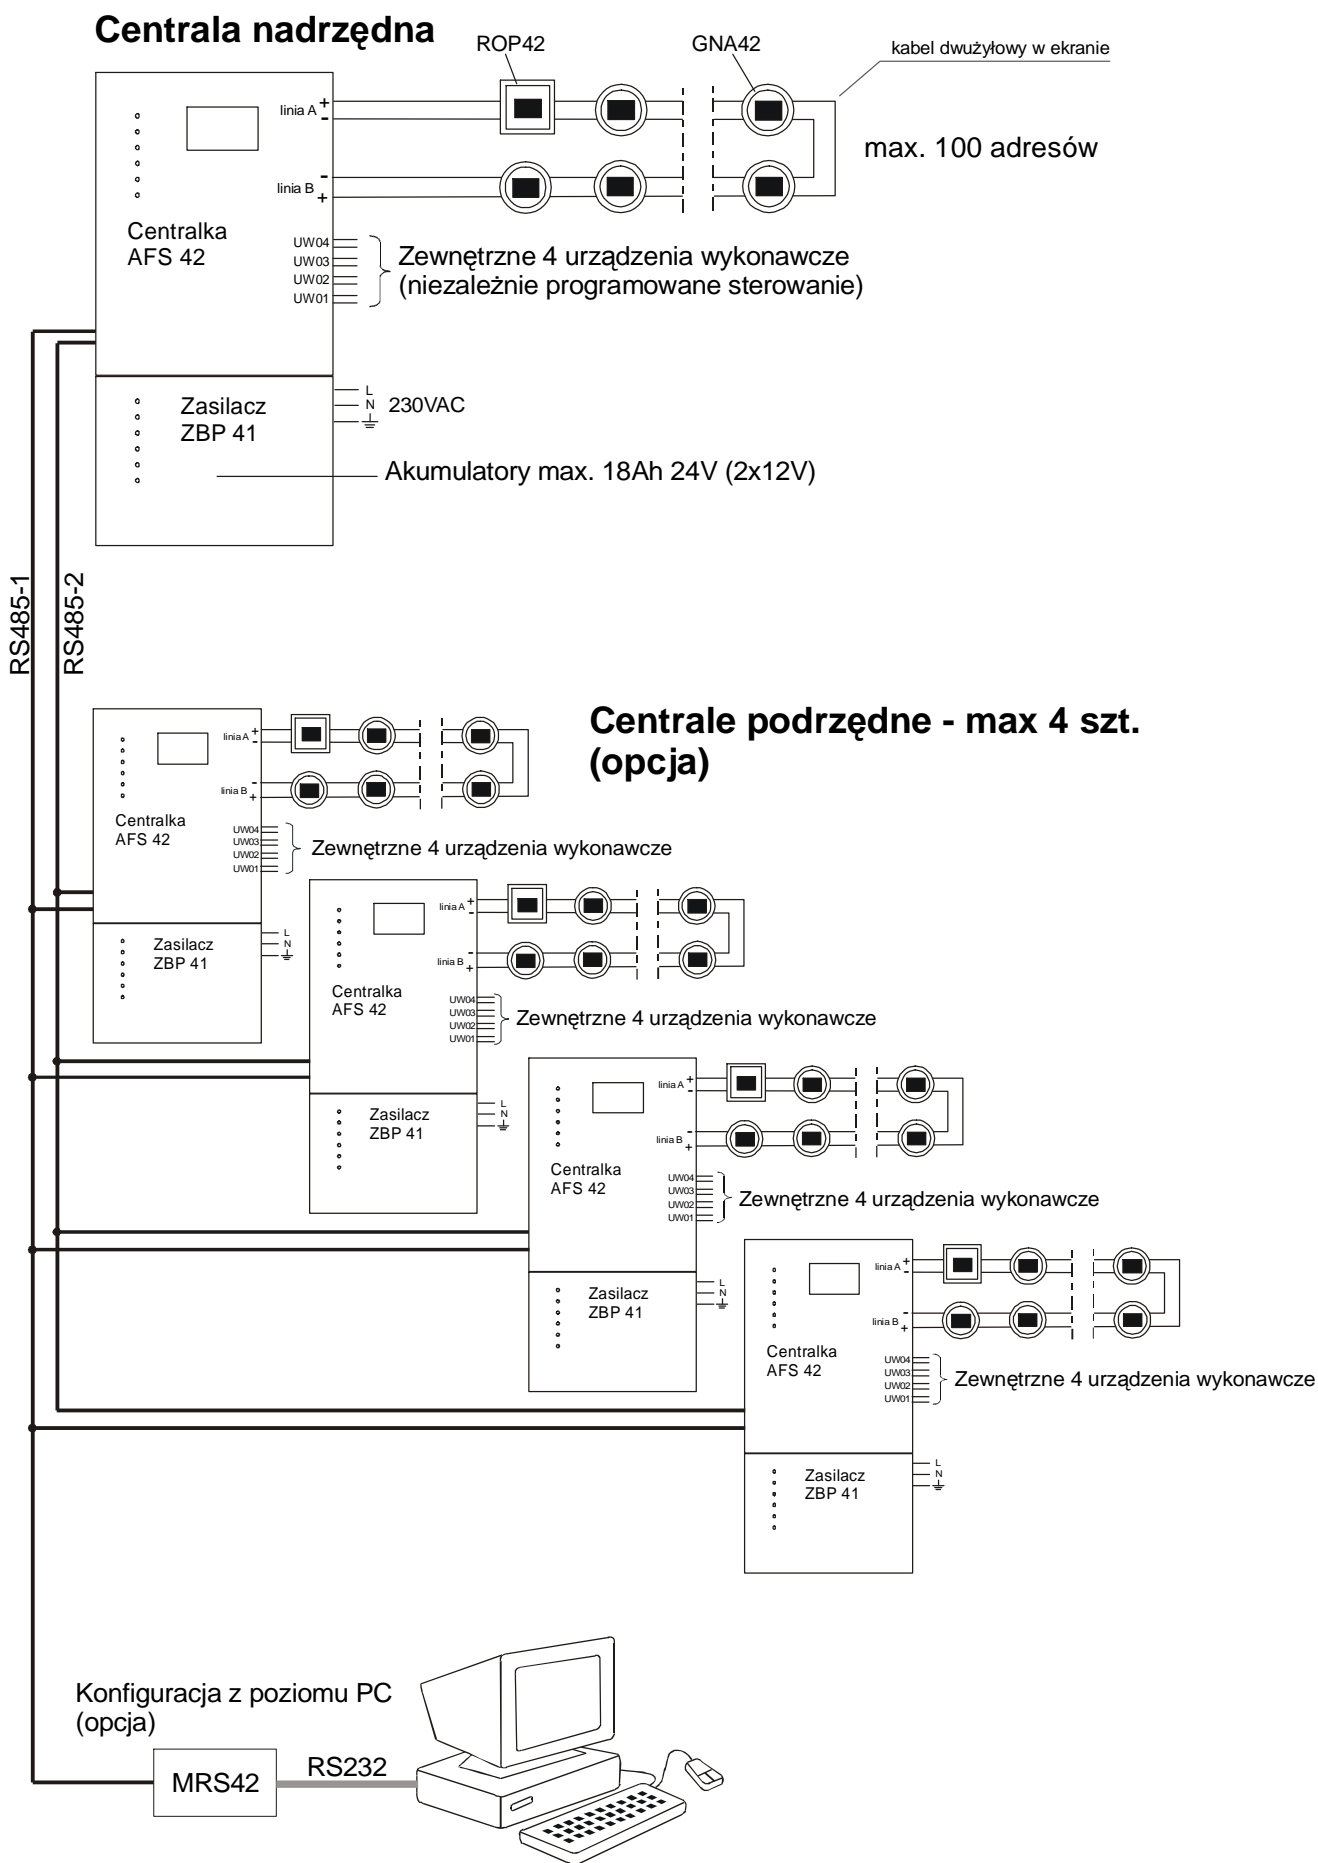 Centrala nadrzędna
ROP42
GNA42
kabel dwużyłowy w ekranie
linia A
+
-
max. 100 adresów
linia B
-
+
Centralka
AFS 42
UW04
UW03
UW02
UW01
Zewnętrzne 4 urządzenia wykonawcze
(niezależnie programowane sterowanie)
Zasilacz
ZBP 41
L
N
230VAC
Akumulatory max. 18Ah 24V (2x12V)
RS485-1
RS485-2
Centrale podrzędne - max 4 szt.
(opcja)
linia A
+
-
linia B
-
+
Centralka
AFS 42
UW04
UW03
UW02
UW01
Zewnętrzne 4 urządzenia wykonawcze
Zasilacz
ZBP 41
L
N
linia A
+
-
linia B
-
+
Centralka
AFS 42
UW04
UW03
UW02
UW01
Zewnętrzne 4 urządzenia wykonawcze
Zasilacz
ZBP 41
L
N
linia A
+
-
linia B
-
+
Centralka
AFS 42
UW04
UW03
UW02
UW01
Zewnętrzne 4 urządzenia wykonawcze
Zasilacz
ZBP 41
L
N
linia A
+
-
linia B
-
+
Centralka
AFS 42
UW04
UW03
UW02
UW01
Zewnętrzne 4 urządzenia wykonawcze
Zasilacz
ZBP 41
L
N
Konfiguracja z poziomu PC
(opcja)
MRS42
RS232